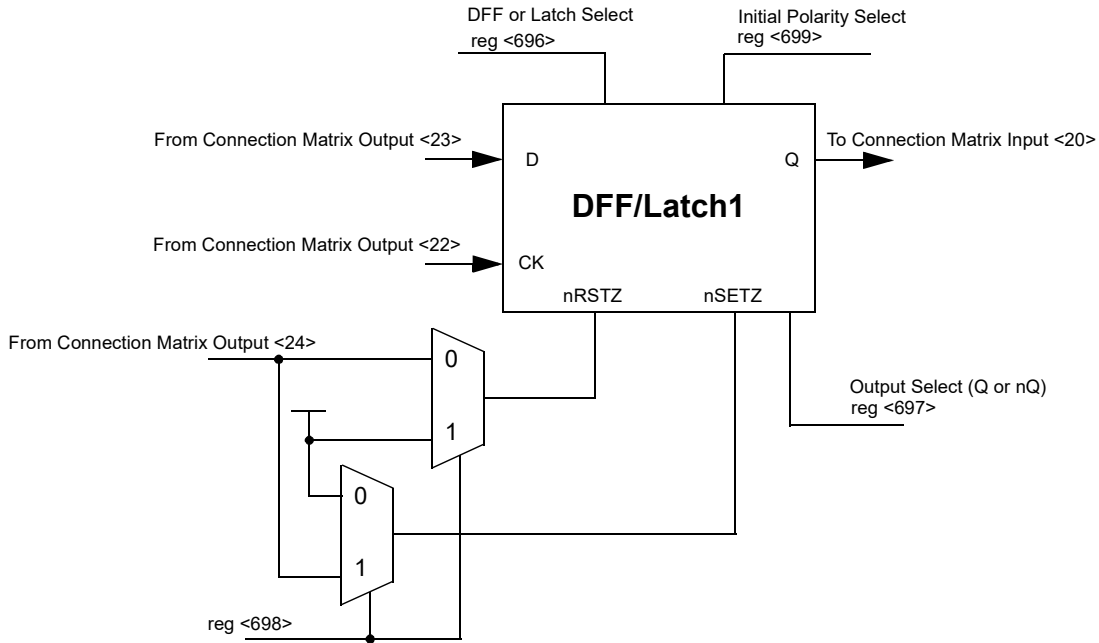 DFF or Latch Select
reg <696>
Initial Polarity Select
reg <699>
From Connection Matrix Output <23>
D
Q
To Connection Matrix Input <20>
DFF/Latch1
From Connection Matrix Output <22>
CK
nRSTZ
nSETZ
From Connection Matrix Output <24>
0
1
Output Select (Q or nQ)
reg <697>
0
1
reg <698>